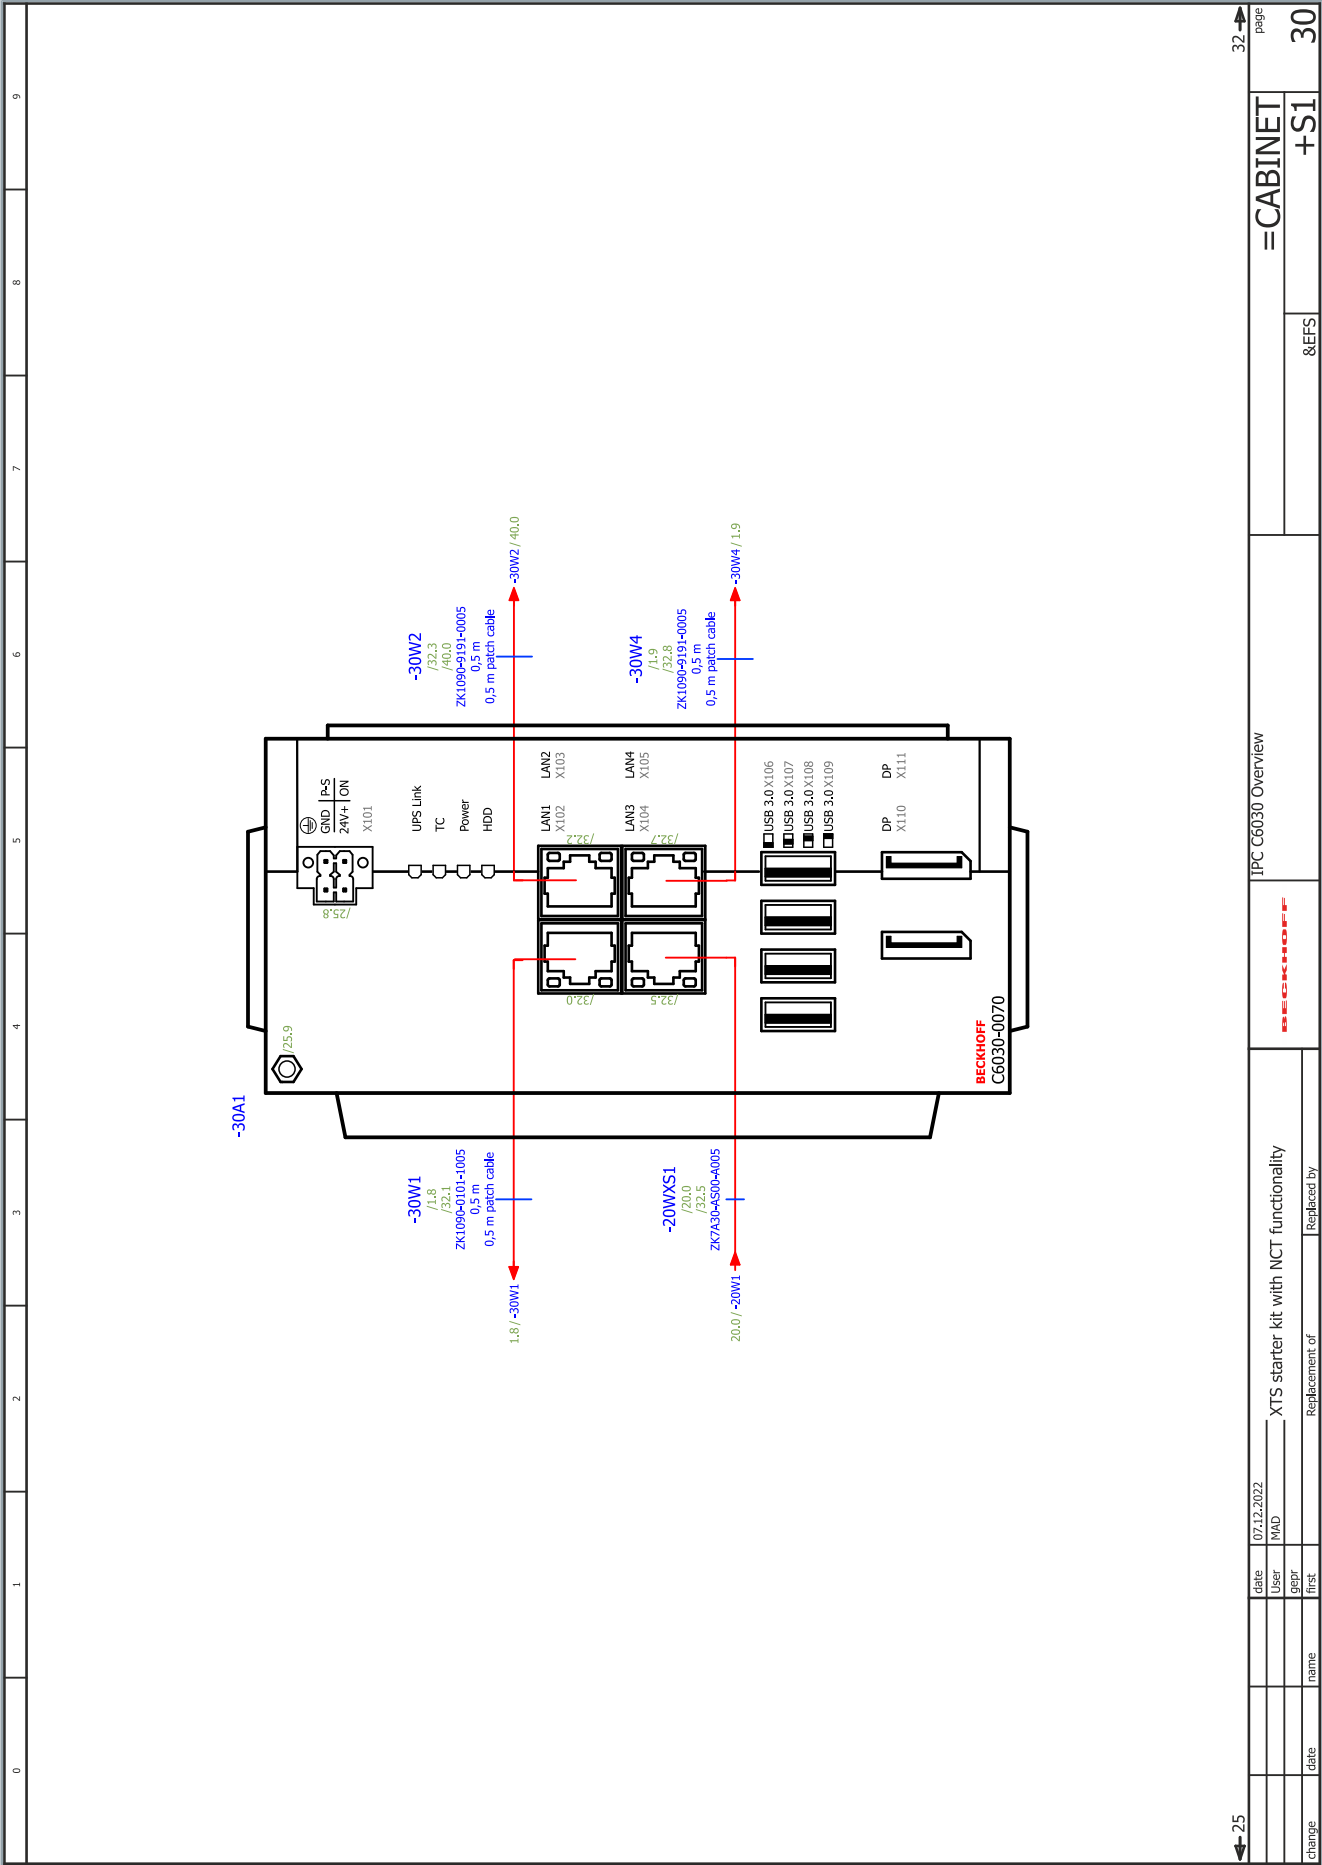 0
1
2
3
4
5
6
7
8
9
-30A1
/25.9
/25.8
GND P-S
24V+ ON
X101
UPS Link
TC
Power
HDD
LAN1 LAN2
X102 X103
/32.0
/32.2
LAN3 LAN4
X104 X105
/32.5
/32.7
USB 3.0 X106
USB 3.0 X107
USB 3.0 X108
USB 3.0 X109
DP DP
X110 X111
BECKHOFF
C6030-0070
-30W1
/1.8
/32.1
ZK1090-0101-1005
0,5 m
0,5 m patch cable
1.8 / -30W1
-20WXS1
/20.0
/32.5
ZK7A30-AS00-A005
20.0 / -20W1
-30W2
/32.3
/40.0
ZK1090-9191-0005
0,5 m
0,5 m patch cable
-30W2 / 40.0
-30W4
/1.9
/32.8
ZK1090-9191-0005
0,5 m
0,5 m patch cable
-30W4 / 1.9
25
32
date 07.12.2022
User MAD
gepr
change date name first
XTS starter kit with NCT functionality
Replacement of
Replaced by
BECKHOFF
IPC C6030 Overview
=CABINET
+S1
&EFS
page
30